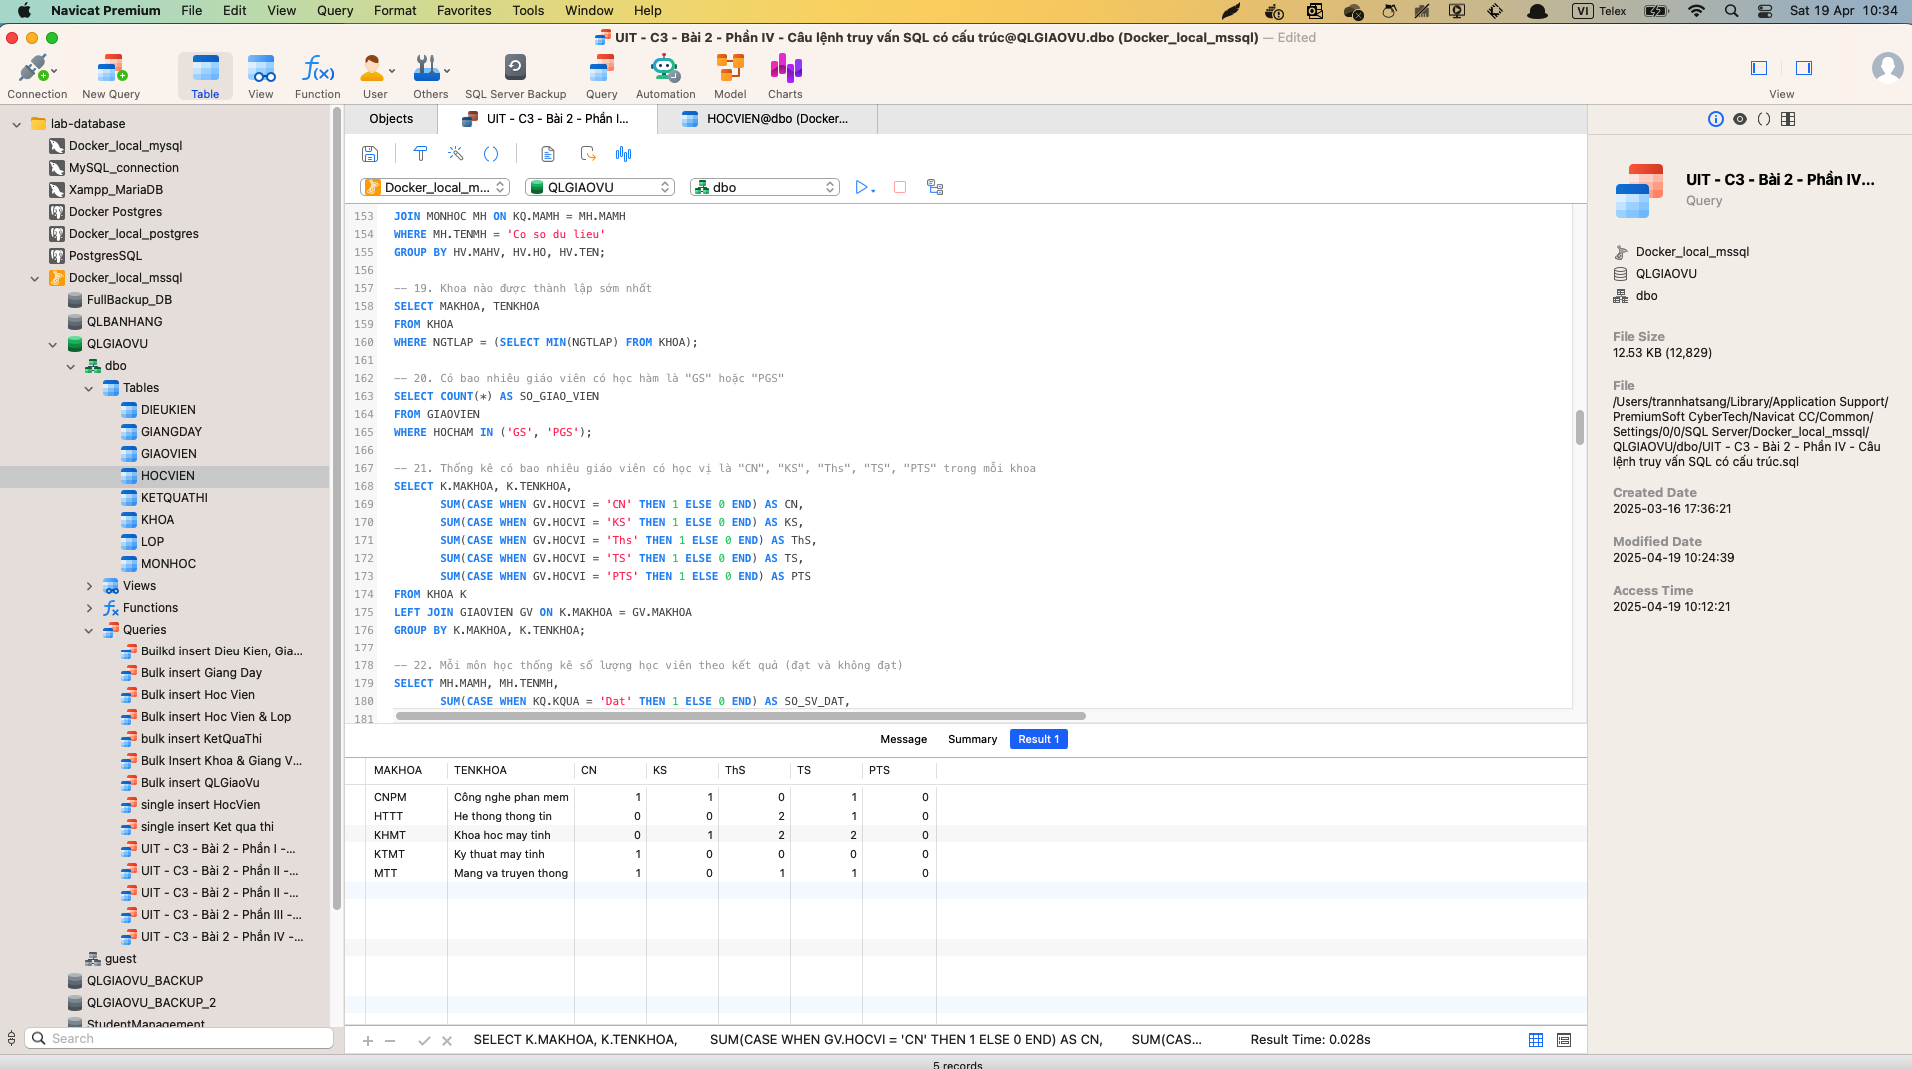 Navicat Premium File Edit View Query Format Favorites Tools Window Help VI Telex Sat 19 Apr 10:34
UIT - C3 - Bài 2 - Phần IV - Câu lệnh truy vấn SQL có cấu trúc@QLGIAOVU.dbo (Docker_local_mssql) — Edited
Connection New Query Table View Function User Others SQL Server Backup Query Automation Model Charts View
lab-database
Docker_local_mysql
MySQL_connection
Xampp_MariaDB
Docker Postgres
Docker_local_postgres
PostgresSQL
Docker_local_mssql
FullBackup_DB
QLBANHANG
QLGIAOVU
dbo
Tables
DIEUKIEN
GIANGDAY
GIAOVIEN
HOCVIEN
KETQUATHI
KHOA
LOP
MONHOC
Views
Functions
Queries
Builkd insert Dieu Kien, Gia...
Bulk insert Giang Day
Bulk insert Hoc Vien
Bulk insert Hoc Vien & Lop
bulk insert KetQuaThi
Bulk Insert Khoa & Giang V...
Bulk insert QLGiaoVu
single insert HocVien
single insert Ket qua thi
UIT - C3 - Bài 2 - Phần I -...
UIT - C3 - Bài 2 - Phần II -...
UIT - C3 - Bài 2 - Phần II -...
UIT - C3 - Bài 2 - Phần III -...
UIT - C3 - Bài 2 - Phần IV -...
guest
QLGIAOVU_BACKUP
QLGIAOVU_BACKUP_2
StudentManagement
Search
Objects UIT - C3 - Bài 2 - Phần I... HOCVIEN@dbo (Docker...
Docker_local_m... QLGIAOVU dbo
153 JOIN MONHOC MH ON KQ.MAMH = MH.MAMH
154 WHERE MH.TENMH = 'Co so du lieu'
155 GROUP BY HV.MAHV, HV.HO, HV.TEN;
156
157 -- 19. Khoa nào được thành lập sớm nhất
158 SELECT MAKHOA, TENKHOA
159 FROM KHOA
160 WHERE NGTLAP = (SELECT MIN(NGTLAP) FROM KHOA);
161
162 -- 20. Có bao nhiêu giáo viên có học hàm là "GS" hoặc "PGS"
163 SELECT COUNT(*) AS SO_GIAO_VIEN
164 FROM GIAOVIEN
165 WHERE HOCHAM IN ('GS', 'PGS');
166
167 -- 21. Thống kê có bao nhiêu giáo viên có học vị là "CN", "KS", "Ths", "TS", "PTS" trong mỗi khoa
168 SELECT K.MAKHOA, K.TENKHOA,
169 SUM(CASE WHEN GV.HOCVI = 'CN' THEN 1 ELSE 0 END) AS CN,
170 SUM(CASE WHEN GV.HOCVI = 'KS' THEN 1 ELSE 0 END) AS KS,
171 SUM(CASE WHEN GV.HOCVI = 'Ths' THEN 1 ELSE 0 END) AS ThS,
172 SUM(CASE WHEN GV.HOCVI = 'TS' THEN 1 ELSE 0 END) AS TS,
173 SUM(CASE WHEN GV.HOCVI = 'PTS' THEN 1 ELSE 0 END) AS PTS
174 FROM KHOA K
175 LEFT JOIN GIAOVIEN GV ON K.MAKHOA = GV.MAKHOA
176 GROUP BY K.MAKHOA, K.TENKHOA;
177
178 -- 22. Mỗi môn học thống kê số lượng học viên theo kết quả (đạt và không đạt)
179 SELECT MH.MAMH, MH.TENMH,
180 SUM(CASE WHEN KQ.KQUA = 'Dat' THEN 1 ELSE 0 END) AS SO_SV_DAT,
181
Message Summary Result 1
MAKHOA TENKHOA CN KS ThS TS PTS
CNPM Công nghe phan mem 1 1 0 1 0
HTTT He thong thong tin 0 0 2 1 0
KHMT Khoa hoc may tinh 0 1 2 2 0
KTMT Ky thuat may tinh 1 0 0 0 0
MTT Mang va truyen thong 1 0 1 1 0
SELECT K.MAKHOA, K.TENKHOA, SUM(CASE WHEN GV.HOCVI = 'CN' THEN 1 ELSE 0 END) AS CN, SUM(CAS... Result Time: 0.028s
5 records
UIT - C3 - Bài 2 - Phần IV...
Query
Docker_local_mssql
QLGIAOVU
dbo
File Size
12.53 KB (12,829)
File
/Users/trannhatsang/Library/Application Support/
PremiumSoft CyberTech/Navicat CC/Common/
Settings/0/0/SQL Server/Docker_local_mssql/
QLGIAOVU/dbo/UIT - C3 - Bài 2 - Phần IV - Câu
lệnh truy vấn SQL có cấu trúc.sql
Created Date
2025-03-16 17:36:21
Modified Date
2025-04-19 10:24:39
Access Time
2025-04-19 10:12:21